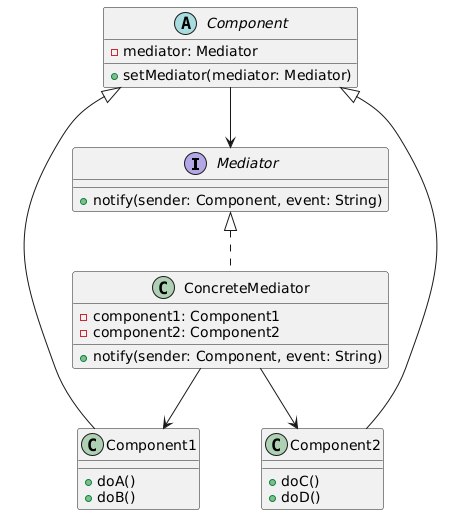 A Component
mediator: Mediator
setMediator(mediator: Mediator)
I Mediator
notify(sender: Component, event: String)
C ConcreteMediator
component1: Component1
component2: Component2
notify(sender: Component, event: String)
C Component1
doA()
doB()
C Component2
doC()
doD()